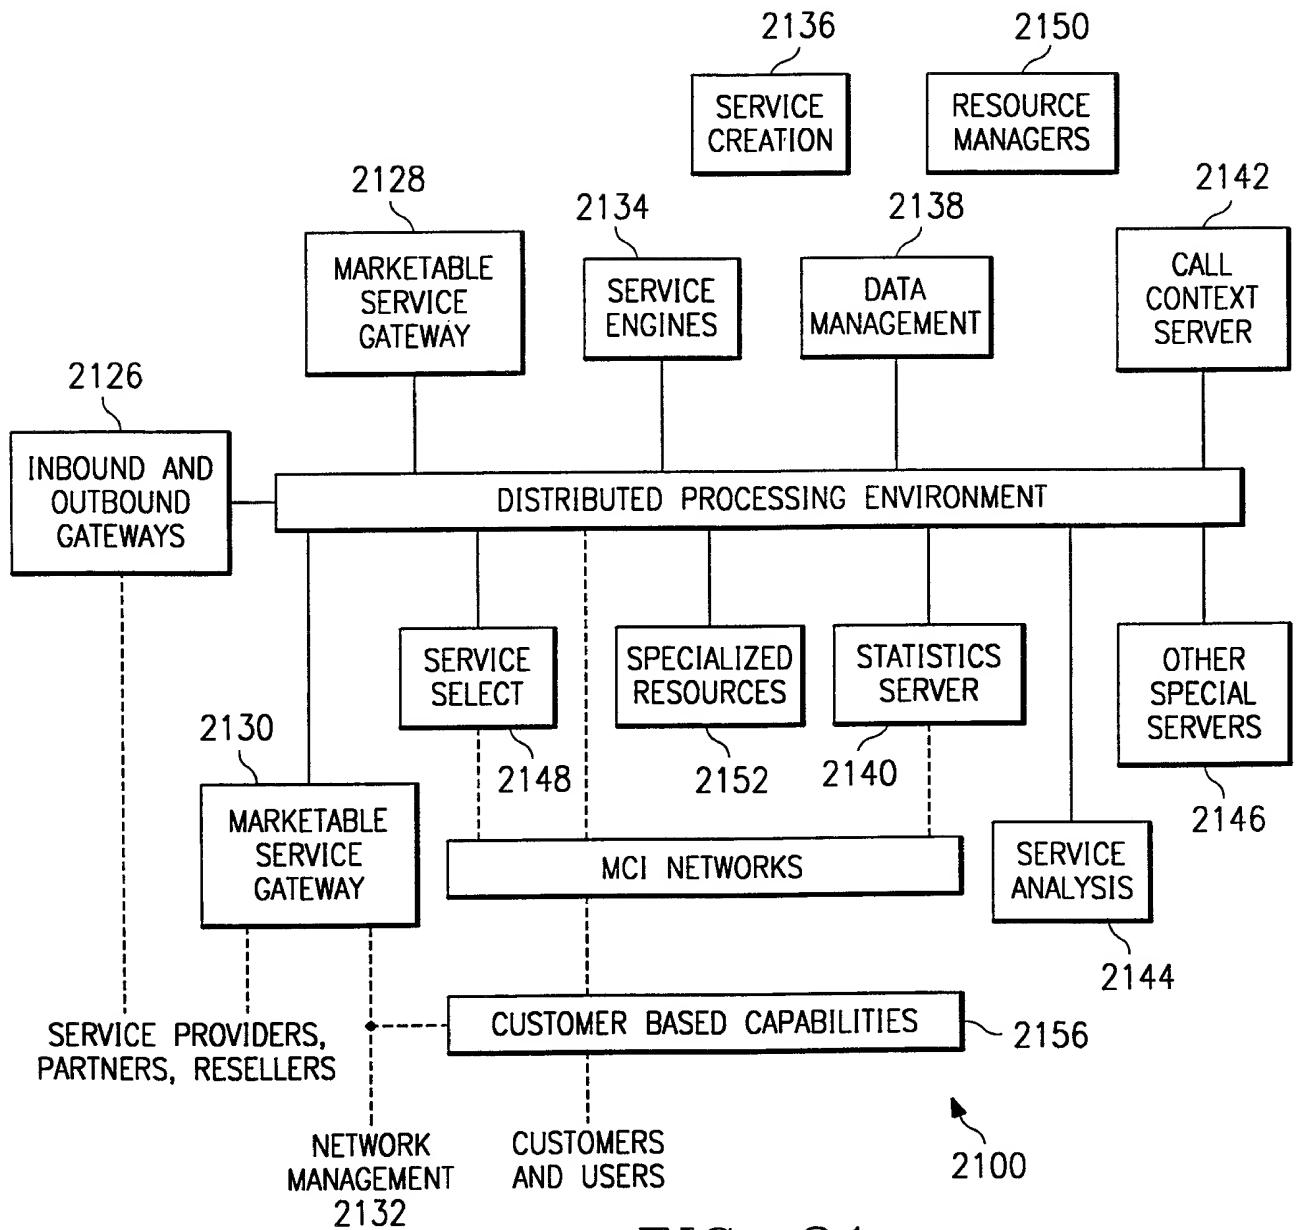 2136
2150
SERVICE
CREATION
RESOURCE
MANAGERS
2128
2134
2138
2142
MARKETABLE
SERVICE
GATEWAY
SERVICE
ENGINES
DATA
MANAGEMENT
CALL
CONTEXT
SERVER
2126
INBOUND AND
OUTBOUND
GATEWAYS
DISTRIBUTED PROCESSING ENVIRONMENT
SERVICE
SELECT
SPECIALIZED
RESOURCES
STATISTICS
SERVER
OTHER
SPECIAL
SERVERS
2130
2148
2152
2140
2146
MARKETABLE
SERVICE
GATEWAY
MCI NETWORKS
SERVICE
ANALYSIS
2144
SERVICE PROVIDERS,
PARTNERS, RESELLERS
CUSTOMER BASED CAPABILITIES
2156
NETWORK
MANAGEMENT
2132
CUSTOMERS
AND USERS
2100